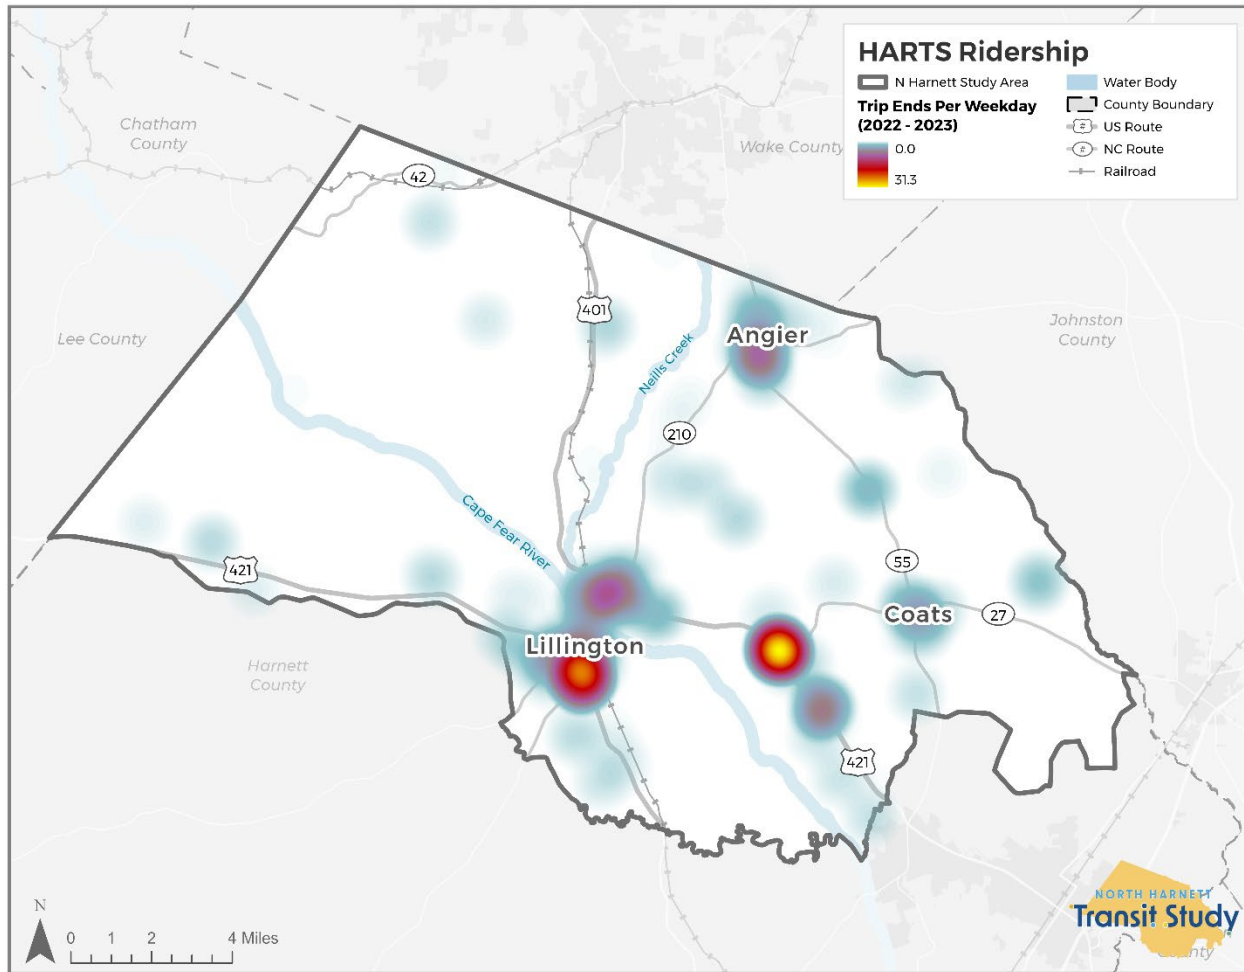 HARTS Ridership
N Harnett Study Area
Trip Ends Per Weekday
(2022 - 2023)
0.0
31.3
Water Body
County Boundary
# US Route
# NC Route
Railroad
Chatham
County
Wake County
42
401
Lee County
Johnston
County
Angier
Neills Creek
210
Cape Fear River
421
55
Coats
27
Lillington
Harnett
County
421
N
0 1 2 4 Miles
NORTH HARNETT
Transit Study
County